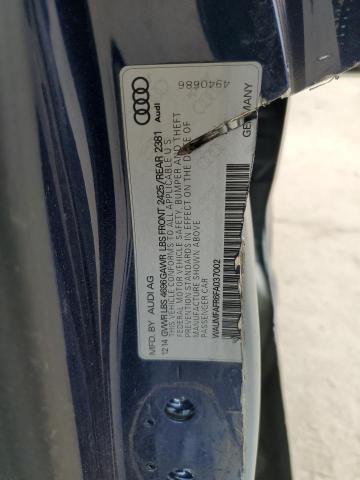 MFD. BY AUDI AG
12 14 GVWR LBS 4696 GAWR LBS FRONT 2425/REAR 2381
THIS VEHICLE CONFORMS TO ALL APPLICABLE U.S.
FEDERAL MOTOR VEHICLE SAFETY, BUMPER AND THEFT
PREVENTION STANDARDS IN EFFECT ON THE DATE OF
MANUFACTURE SHOWN ABOVE.
PASSENGER CAR
WAUMFAFR6FA037002
GERMANY
Audi
4940686